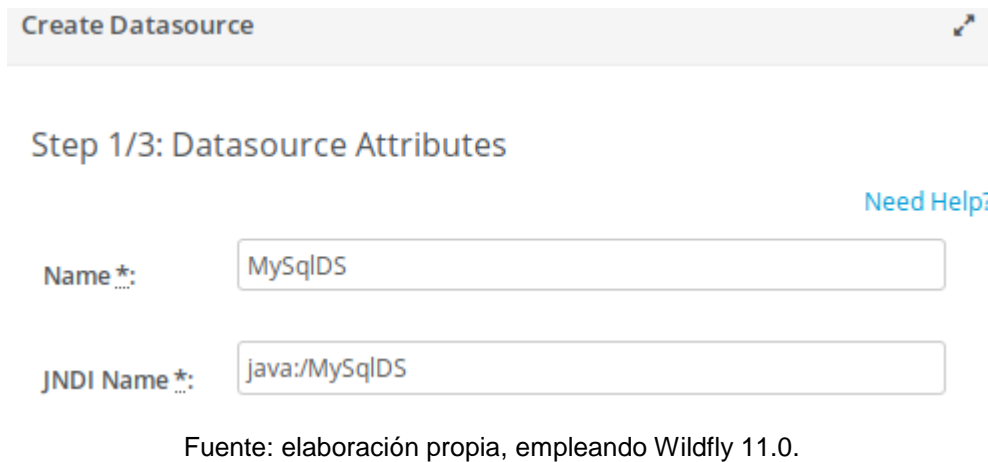 Create Datasource
Step 1/3: Datasource Attributes
Need Help?
Name *: MySqlDS
JNDI Name *: java:/MySqlDS
Fuente: elaboración propia, empleando Wildfly 11.0.